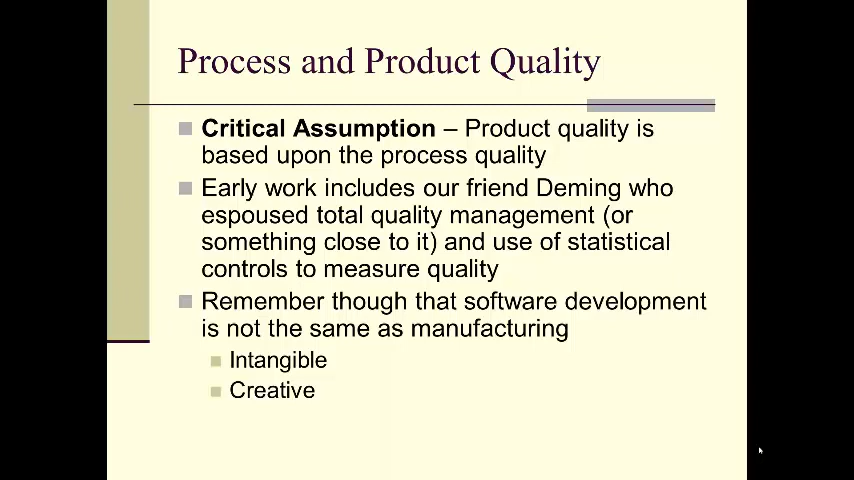 Process and Product Quality
Critical Assumption – Product quality is
based upon the process quality
Early work includes our friend Deming who
espoused total quality management (or
something close to it) and use of statistical
controls to measure quality
Remember though that software development
is not the same as manufacturing
Intangible
Creative